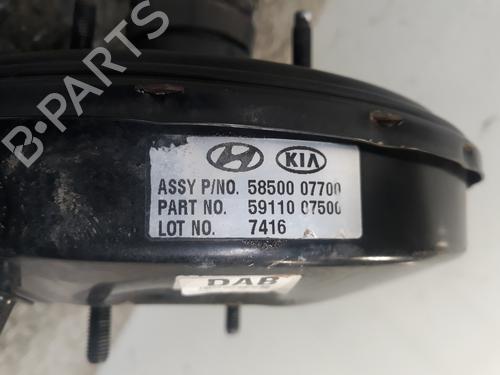 B-PARTS
KIA
ASSY P/NO. 58500 07700
PART NO. 59110 07500
LOT NO. 7416
DAB